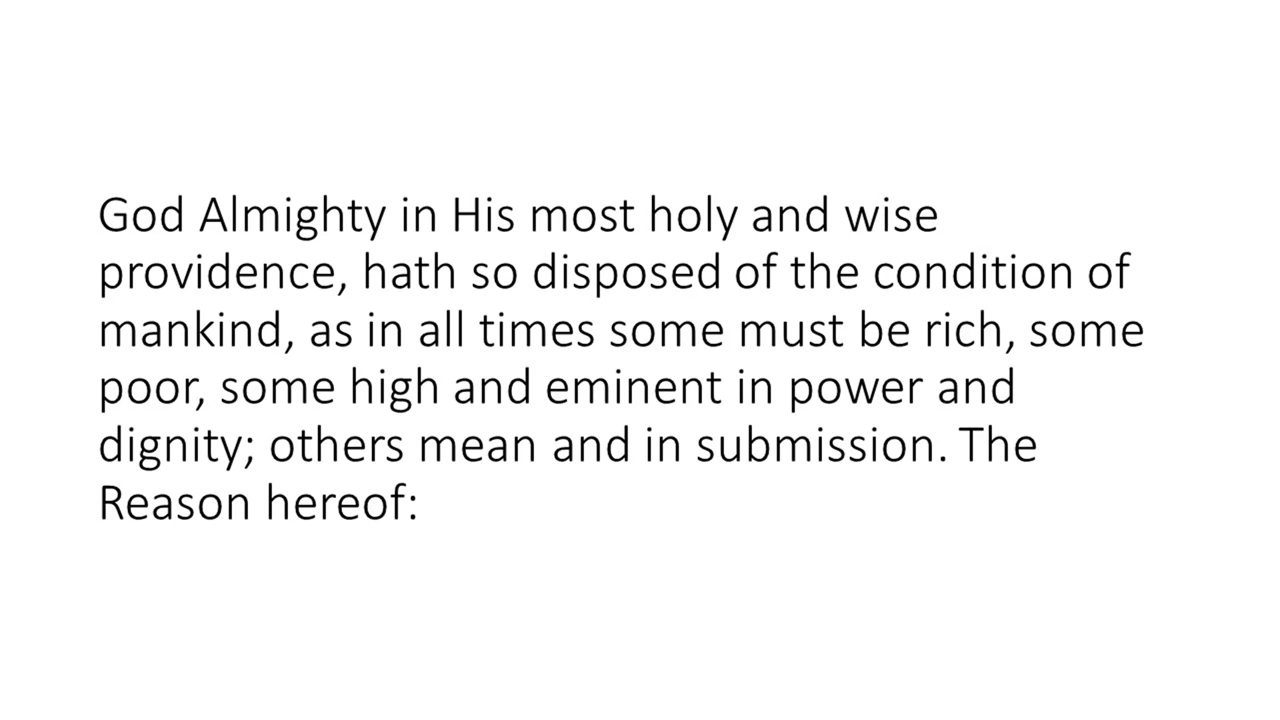 God Almighty in His most holy and wise
providence, hath so disposed of the condition of
mankind, as in all times some must be rich, some
poor, some high and eminent in power and
dignity; others mean and in submission. The
Reason hereof: